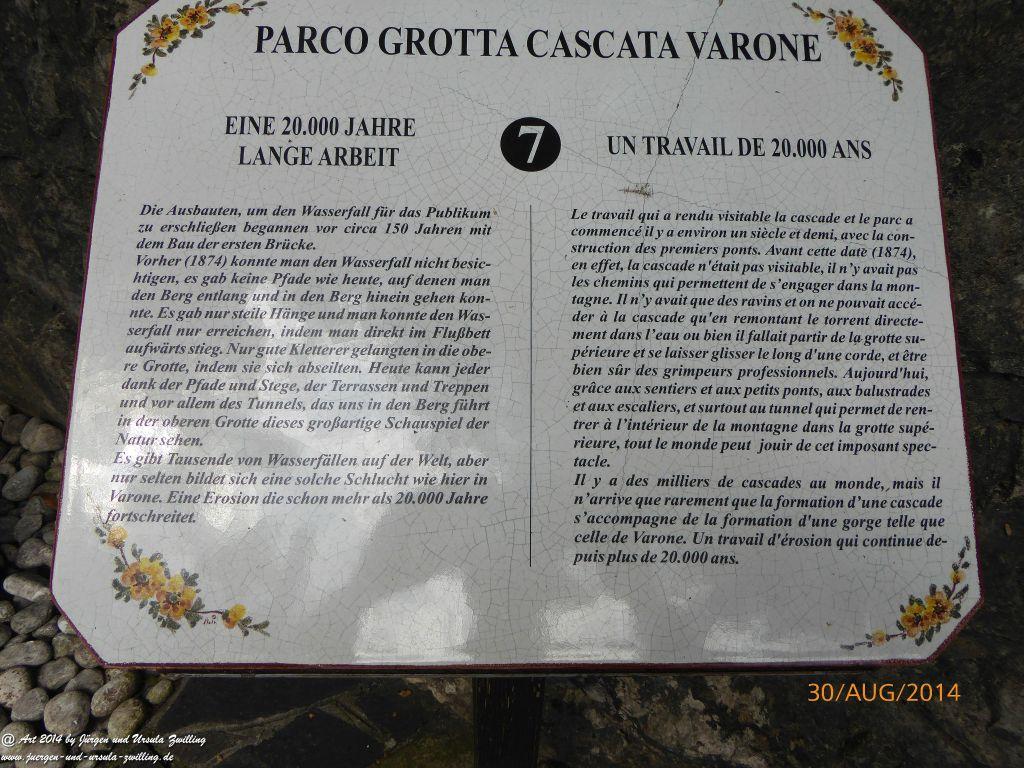 PARCO GROTTA CASCATA VARONE
EINE 20.000 JAHRE
LANGE ARBEIT
7
UN TRAVAIL DE 20.000 ANS
Die Ausbauten, um den Wasserfall für das Publikum
zu erschließen begannen vor circa 150 Jahren mit
dem Bau der ersten Brücke.
Vorher (1874) konnte man den Wasserfall nicht besich-
htigen, es gab keine Pfade wie heute, auf denen man
den Berg entlang und in den Berg hinein gehen kon-
nte. Es gab nur steile Hänge und man konnte den Was-
serfall nur erreichen, indem man direkt im Flußbett
aufwärts stieg. Nur gute Kletterer gelangten in die obe-
re Grotte, indem sie sich abseilten. Heute kann jeder
dank der Pfade und Stege, der Terrassen und Treppen
und vor allem des Tunnels, das uns in den Berg führt
in der oberen Grotte dieses großartige Schauspiel der
Natur sehen.
Es gibt Tausende von Wasserfällen auf der Welt, aber
nur selten bildet sich eine solche Schlucht wie hier in
Varone. Eine Erosion die schon mehr als 20.000 Jahre
fortschreitet.
Le travail qui a rendu visitable la cascade et le parc a
commencé il y a environ un siècle et demi, avec la con-
struction des premiers ponts. Avant cette date (1874),
en effet, la cascade n'était pas visitable, il n'y avait pas
les chemins qui permettent de s'engager dans la mon-
tagne. Il n'y avait que des ravins et on ne pouvait accé-
der à la cascade qu'en remontant le torrent directe-
ment dans l'eau ou bien il fallait partir de la grotte su-
périeure et se laisser glisser le long d'une corde, et être
bien sûr des grimpeurs professionnels. Aujourd'hui,
grâce aux sentiers et aux petits ponts, aux balustrades
et aux escaliers, et surtout au tunnel qui permet de ren-
trer à l'intérieur de la montagne dans la grotte supé-
rieure, tout le monde peut jouir de cet imposant spec-
tacle.
Il y a des milliers de cascades au monde, mais il
n'arrive que rarement que la formation d'une cascade
s'accompagne de la formation d'une gorge telle que
celle de Varone. Un travail d'érosion qui continue de-
puis plus de 20.000 ans.
30/AUG/2014
@ Art 2014 by Jürgen und Ursula Zwilling
www.juergen-und-ursula-zwilling.de